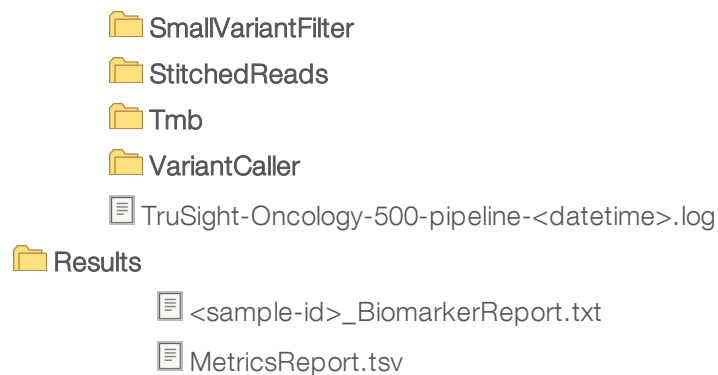 SmallVariantFilter
StitchedReads
Tmb
VariantCaller
TruSight-Oncology-500-pipeline-<datetime>.log
Results
<sample-id>_BiomarkerReport.txt
MetricsReport.tsv